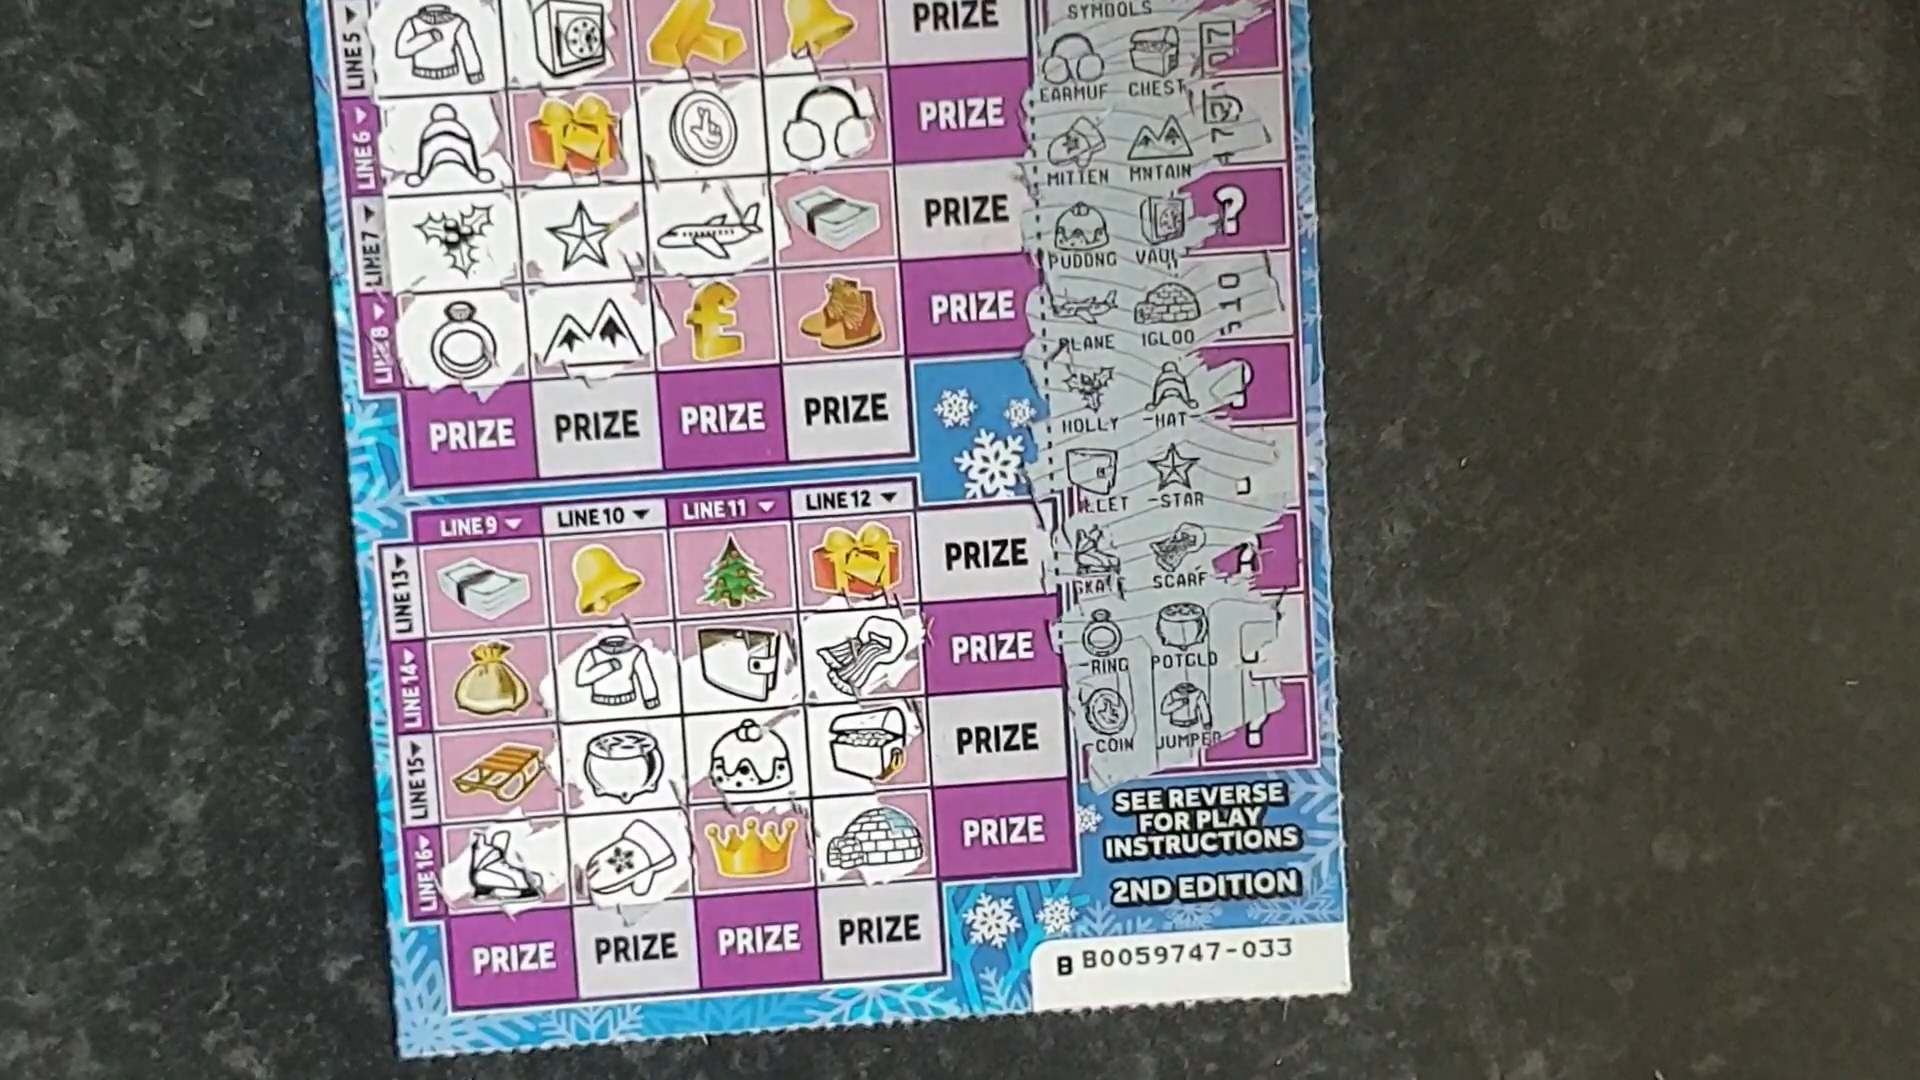 SYMBOLS
LINE 5
PRIZE
EARMUF CHEST
LINE 6
PRIZE
MITTEN MNTAIN
LINE 7
PRIZE
?
PUDDNG
LINE 8
PRIZE
510
PLANE IGLOO
PRIZE PRIZE PRIZE PRIZE
HOLLY -HAT-
-STAR
LINE 9 LINE 10 LINE 11 LINE 12
LINE 13
PRIZE
SCARF
LINE 14
PRIZE
-RING POTGLD
LINE 15
PRIZE
-COIN JUMPER
LINE 16
PRIZE
PRIZE PRIZE PRIZE PRIZE
SEE REVERSE
FOR PLAY
INSTRUCTIONS
2ND EDITION
B B0059747-033